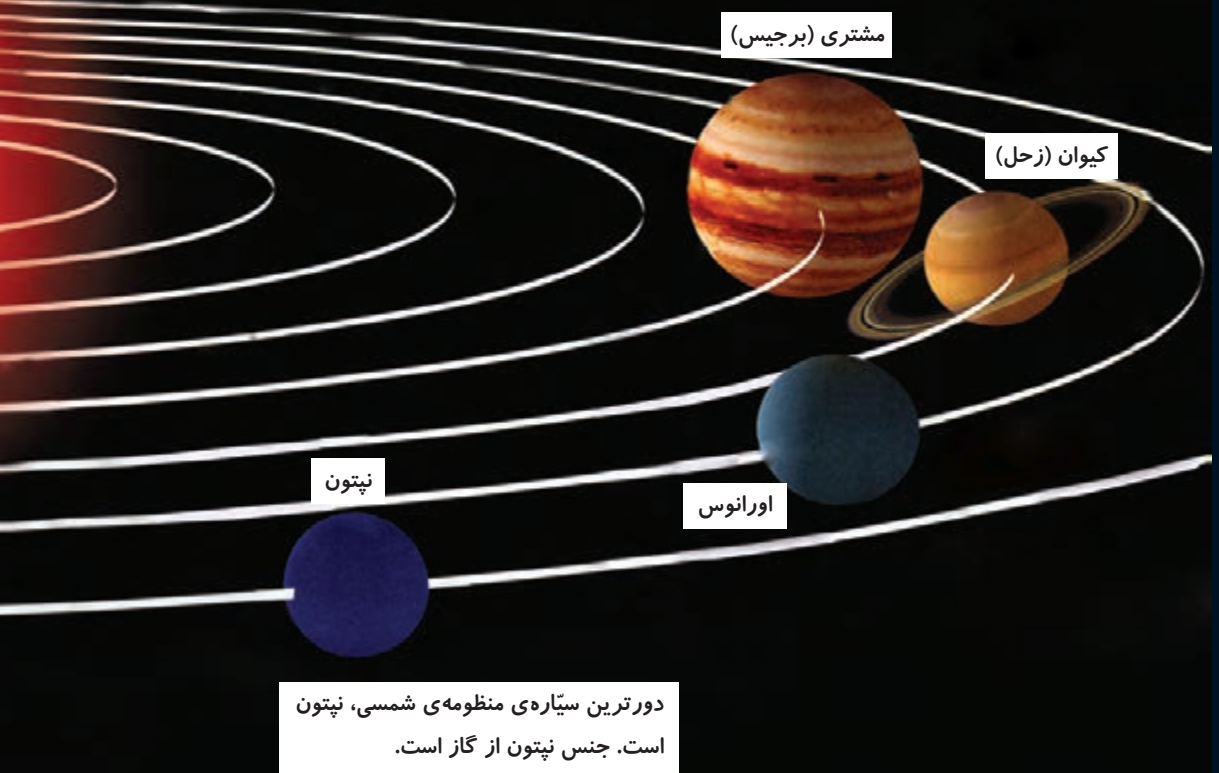 مشتری (برجیس)
کیوان (زحل)
نپتون
اورانوس
دورترین سیّاره‌ی منظومه‌ی شمسی، نپتون
است. جنس نپتون از گاز است.